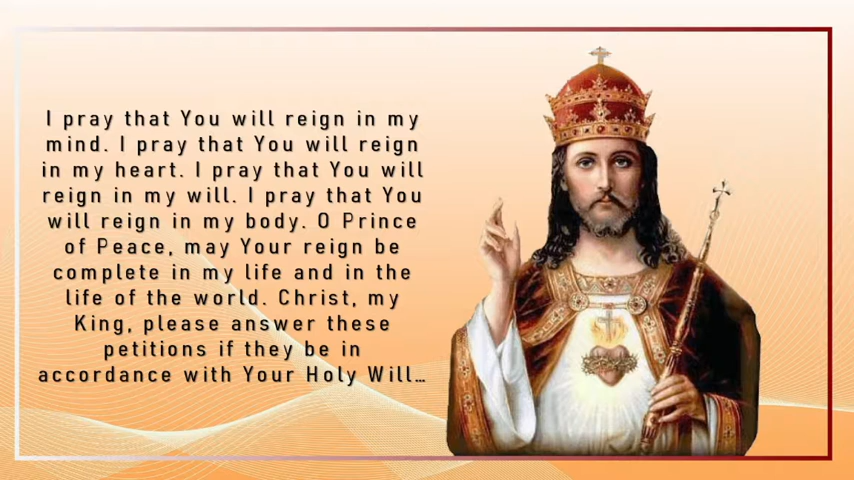 I pray that You will reign in my
mind. I pray that You will reign
in my heart. I pray that You will
reign in my will. I pray that You
will reign in my body. O Prince
of Peace, may Your reign be
complete in my life and in the
life of the world. Christ, my
King, please answer these
petitions if they be in
accordance with Your Holy Will…